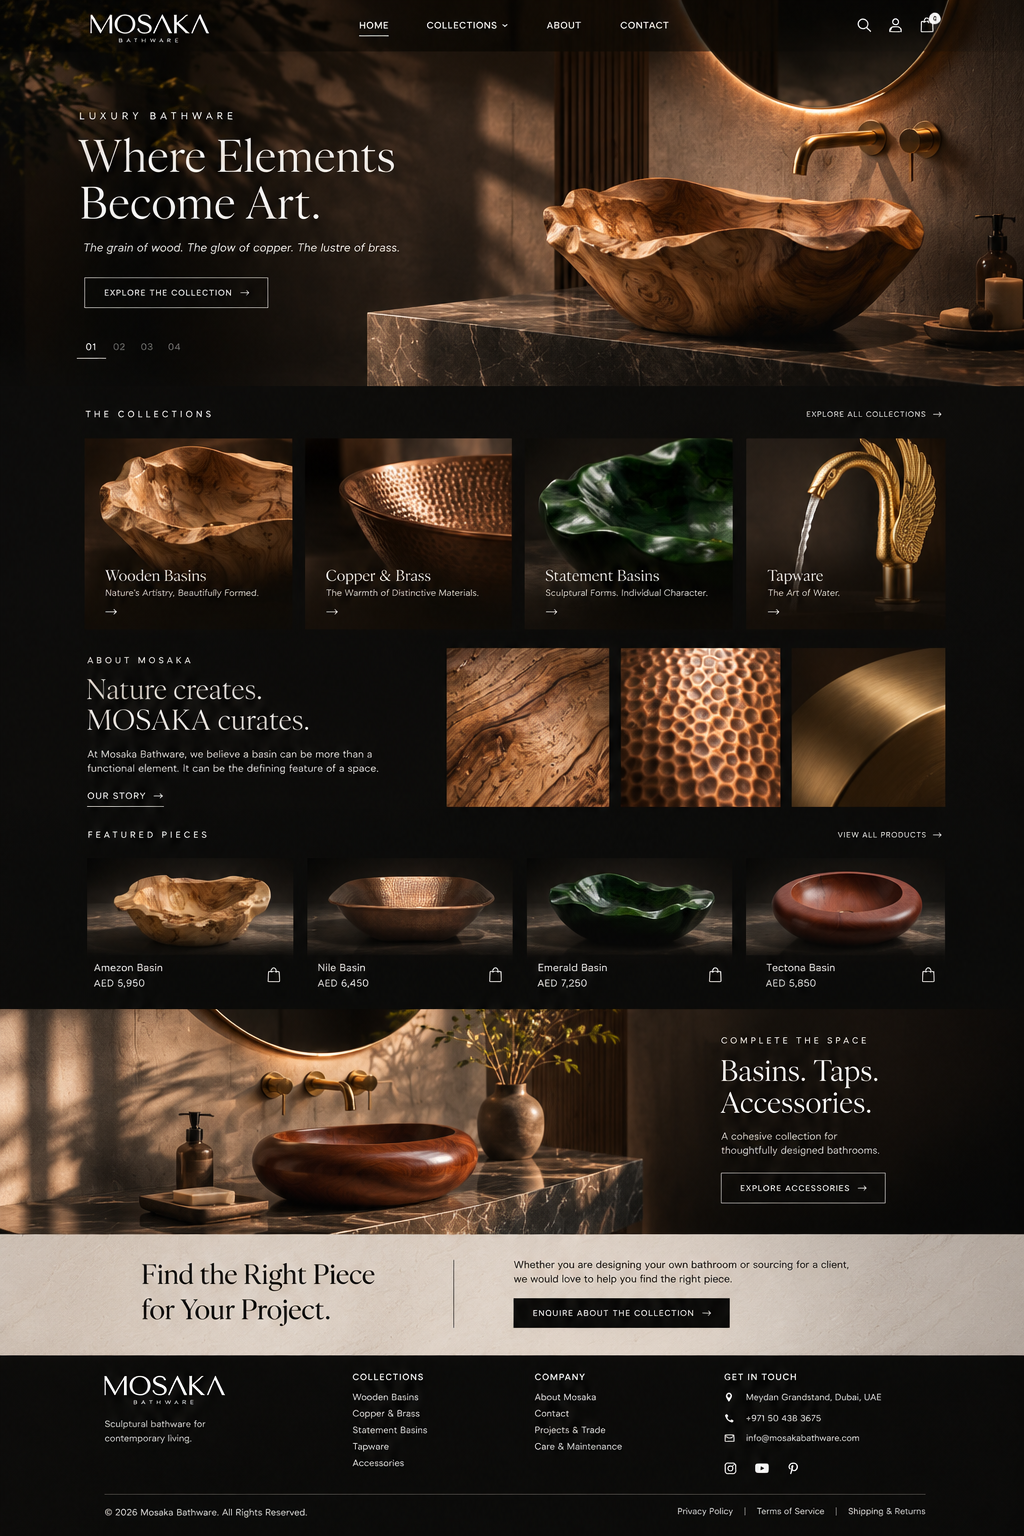 MOSAKA
BATHWARE
HOME
COLLECTIONS
ABOUT
CONTACT
0
LUXURY BATHWARE
Where Elements
Become Art.
The grain of wood. The glow of copper. The lustre of brass.
EXPLORE THE COLLECTION →
01 02 03 04
THE COLLECTIONS
EXPLORE ALL COLLECTIONS →
Wooden Basins
Nature's Artistry, Beautifully Formed.
→
Copper & Brass
The Warmth of Distinctive Materials.
→
Statement Basins
Sculptural Forms. Individual Character.
→
Tapware
The Art of Water.
→
ABOUT MOSAKA
Nature creates.
MOSAKA curates.
At Mosaka Bathware, we believe a basin can be more than a
functional element. It can be the defining feature of a space.
OUR STORY →
FEATURED PIECES
VIEW ALL PRODUCTS →
Amezon Basin
AED 5,950
Nile Basin
AED 6,450
Emerald Basin
AED 7,250
Tectona Basin
AED 5,850
COMPLETE THE SPACE
Basins. Taps.
Accessories.
A cohesive collection for
thoughtfully designed bathrooms.
EXPLORE ACCESSORIES →
Find the Right Piece
for Your Project.
Whether you are designing your own bathroom or sourcing for a client,
we would love to help you find the right piece.
ENQUIRE ABOUT THE COLLECTION →
MOSAKA
BATHWARE
Sculptural bathware for
contemporary living.
COLLECTIONS
Wooden Basins
Copper & Brass
Statement Basins
Tapware
Accessories
COMPANY
About Mosaka
Contact
Projects & Trade
Care & Maintenance
GET IN TOUCH
Meydan Grandstand, Dubai, UAE
+971 50 438 3675
info@mosakabathware.com
© 2026 Mosaka Bathware. All Rights Reserved.
Privacy Policy | Terms of Service | Shipping & Returns